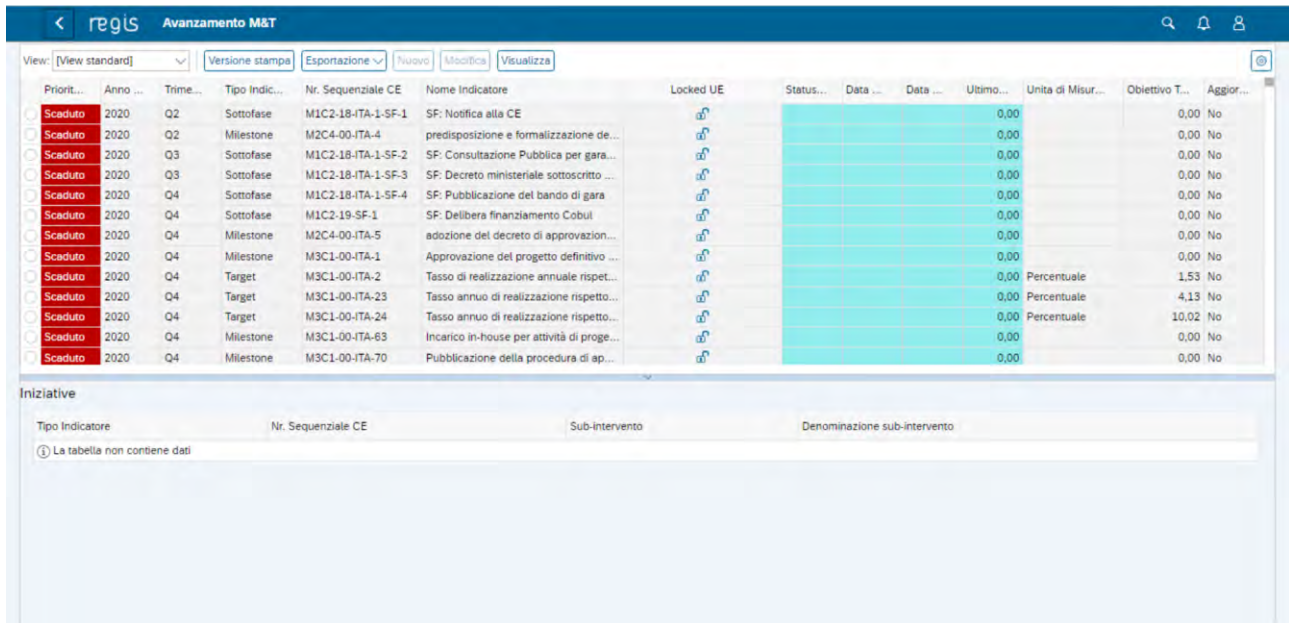 regis Avanzamento M&T
View: [View standard] Versione stampa Esportazione Nuovo Modifica Visualizza
Priorit... Anno ... Trime... Tipo Indic... Nr. Sequenziale CE Nome Indicatore Locked UE Status... Data ... Data ... Ultimo... Unita di Misur... Obiettivo T... Aggior...
Scaduto 2020 Q2 Sottofase M1C2-18-ITA-1-SF-1 SF: Notifica alla CE 0,00 0,00 No
Scaduto 2020 Q2 Milestone M2C4-00-ITA-4 predisposizione e formalizzazione de... 0,00 0,00 No
Scaduto 2020 Q3 Sottofase M1C2-18-ITA-1-SF-2 SF: Consultazione Pubblica per gara... 0,00 0,00 No
Scaduto 2020 Q3 Sottofase M1C2-18-ITA-1-SF-3 SF: Decreto ministeriale sottoscritto ... 0,00 0,00 No
Scaduto 2020 Q4 Sottofase M1C2-18-ITA-1-SF-4 SF: Pubblicazione del bando di gara 0,00 0,00 No
Scaduto 2020 Q4 Sottofase M1C2-19-SF-1 SF: Delibera finanziamento Cobul 0,00 0,00 No
Scaduto 2020 Q4 Milestone M2C4-00-ITA-5 adozione del decreto di approvazion... 0,00 0,00 No
Scaduto 2020 Q4 Milestone M3C1-00-ITA-1 Approvazione del progetto definitivo ... 0,00 0,00 No
Scaduto 2020 Q4 Target M3C1-00-ITA-2 Tasso di realizzazione annuale rispet... 0,00 Percentuale 1,53 No
Scaduto 2020 Q4 Target M3C1-00-ITA-23 Tasso annuo di realizzazione rispetto... 0,00 Percentuale 4,13 No
Scaduto 2020 Q4 Target M3C1-00-ITA-24 Tasso annuo di realizzazione rispetto... 0,00 Percentuale 10,02 No
Scaduto 2020 Q4 Milestone M3C1-00-ITA-63 Incarico in-house per attività di proge... 0,00 0,00 No
Scaduto 2020 Q4 Milestone M3C1-00-ITA-70 Pubblicazione della procedura di ap... 0,00 0,00 No
Iniziative
Tipo Indicatore Nr. Sequenziale CE Sub-intervento Denominazione sub-intervento
La tabella non contiene dati